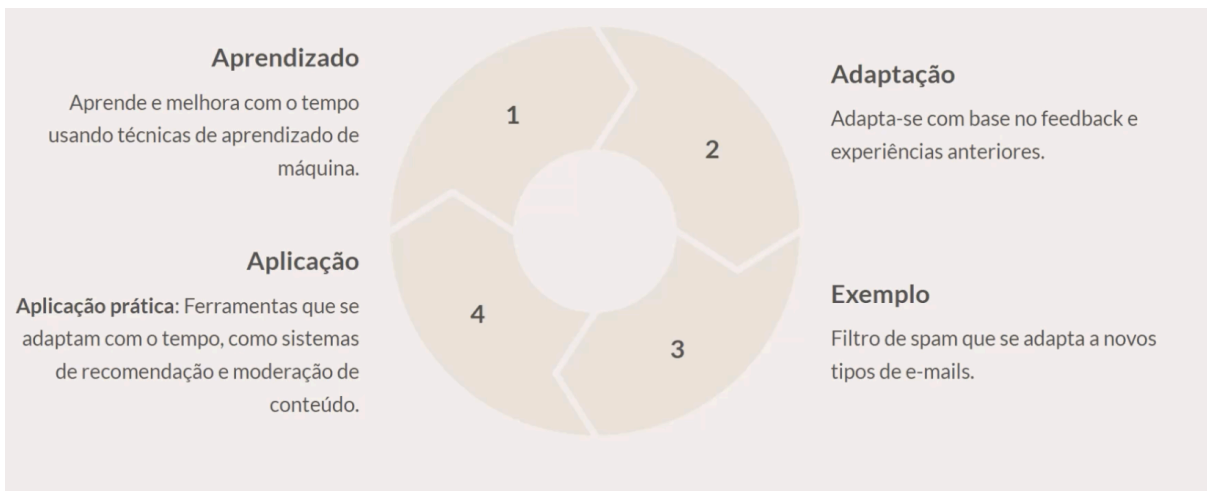 Aprendizado
Aprende e melhora com o tempo
usando técnicas de aprendizado de
máquina.
1
Adaptação
Adapta-se com base no feedback e
experiências anteriores.
2
Exemplo
Filtro de spam que se adapta a novos
tipos de e-mails.
3
Aplicação
Aplicação prática: Ferramentas que se
adaptam com o tempo, como sistemas
de recomendação e moderação de
conteúdo.
4